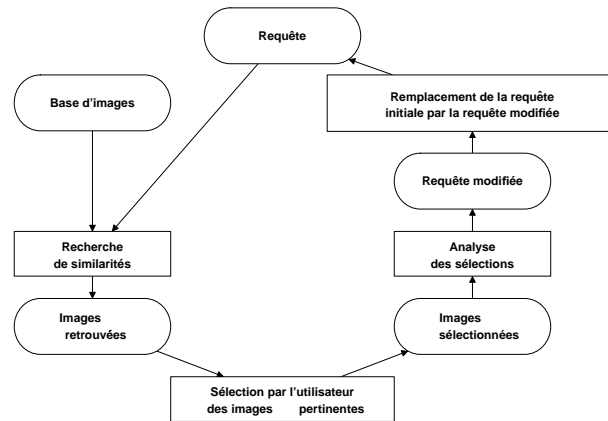 Requête
Base d'images
Remplacement de la requête
initiale par la requête modifiée
Requête modifiée
Recherche
de similarités
Analyse
des sélections
Images
retrouvées
Images
sélectionnées
Sélection par l'utilisateur
des images pertinentes